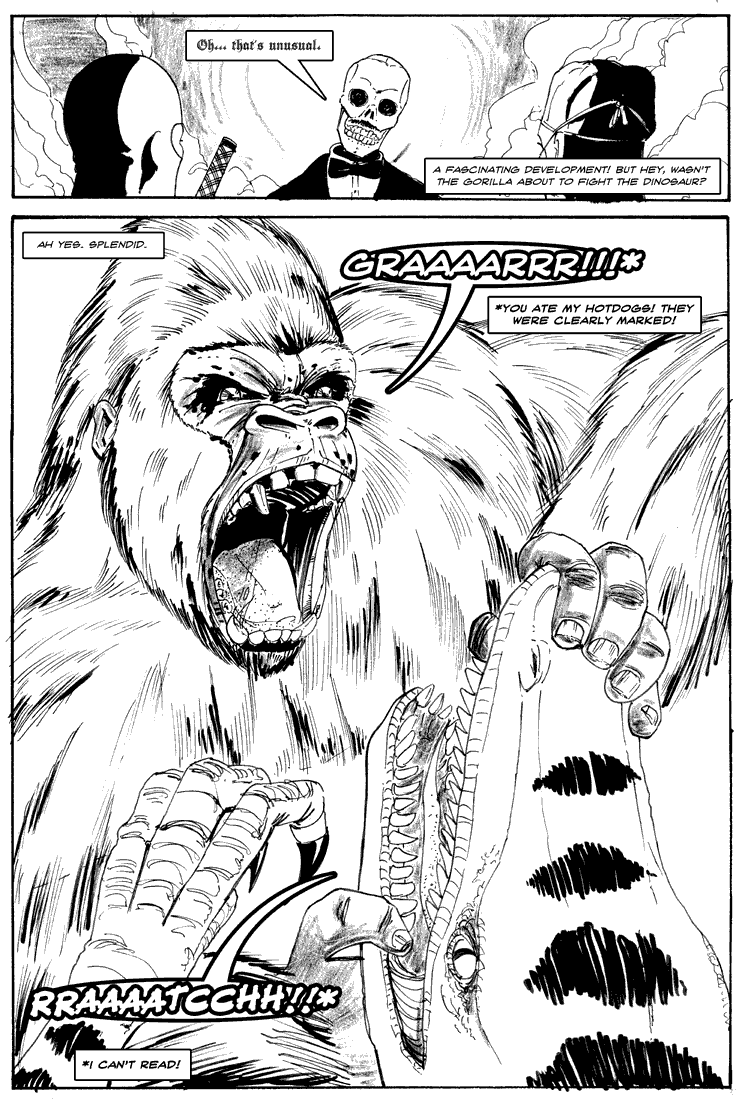 Oh... that's unusual.
A FASCINATING DEVELOPMENT! BUT HEY, WASN'T
THE GORILLA ABOUT TO FIGHT THE DINOSAUR?
AH YES. SPLENDID.
GRAAAARRR!!!*
*YOU ATE MY HOTDOGS! THEY
WERE CLEARLY MARKED!
RRAAAATCCHH!!*
*I CAN'T READ!